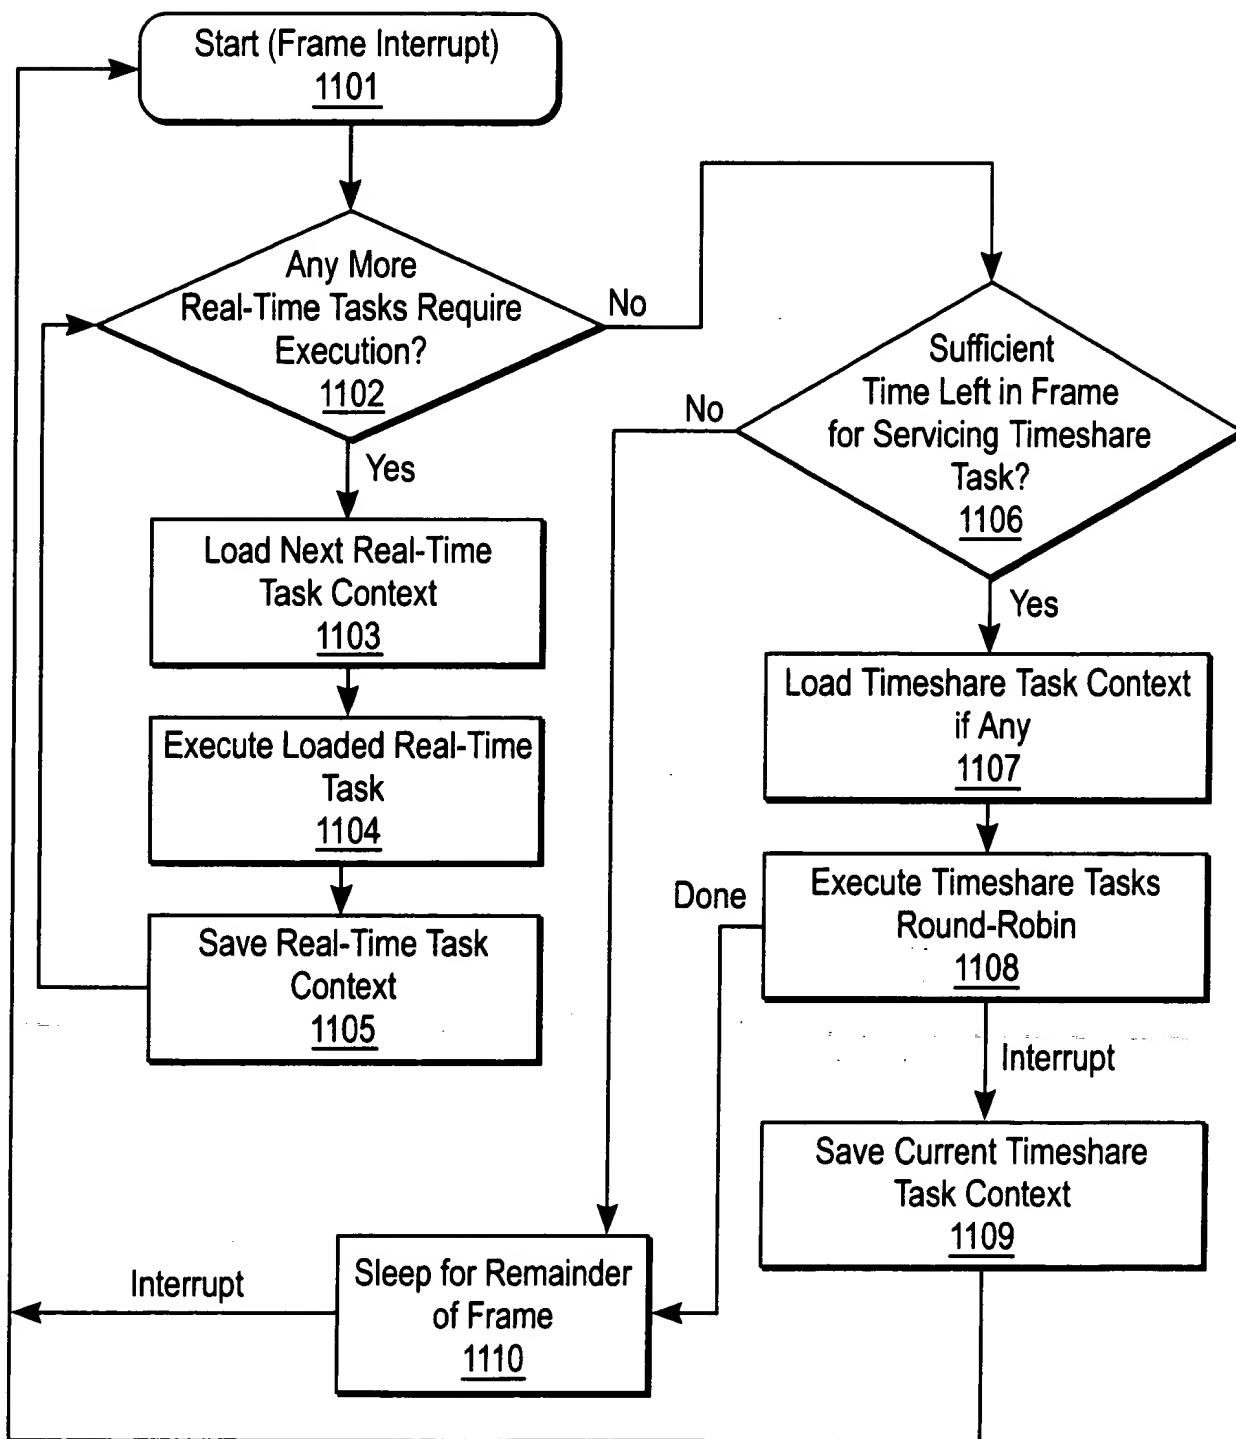 Start (Frame Interrupt)
1101
Any More
Real-Time Tasks Require
Execution?
1102
No
Yes
Load Next Real-Time
Task Context
1103
Execute Loaded Real-Time
Task
1104
Save Real-Time Task
Context
1105
Sufficient
Time Left in Frame
for Servicing Timeshare
Task?
1106
No
Yes
Load Timeshare Task Context
if Any
1107
Execute Timeshare Tasks
Round-Robin
1108
Done
Interrupt
Save Current Timeshare
Task Context
1109
Sleep for Remainder
of Frame
1110
Interrupt